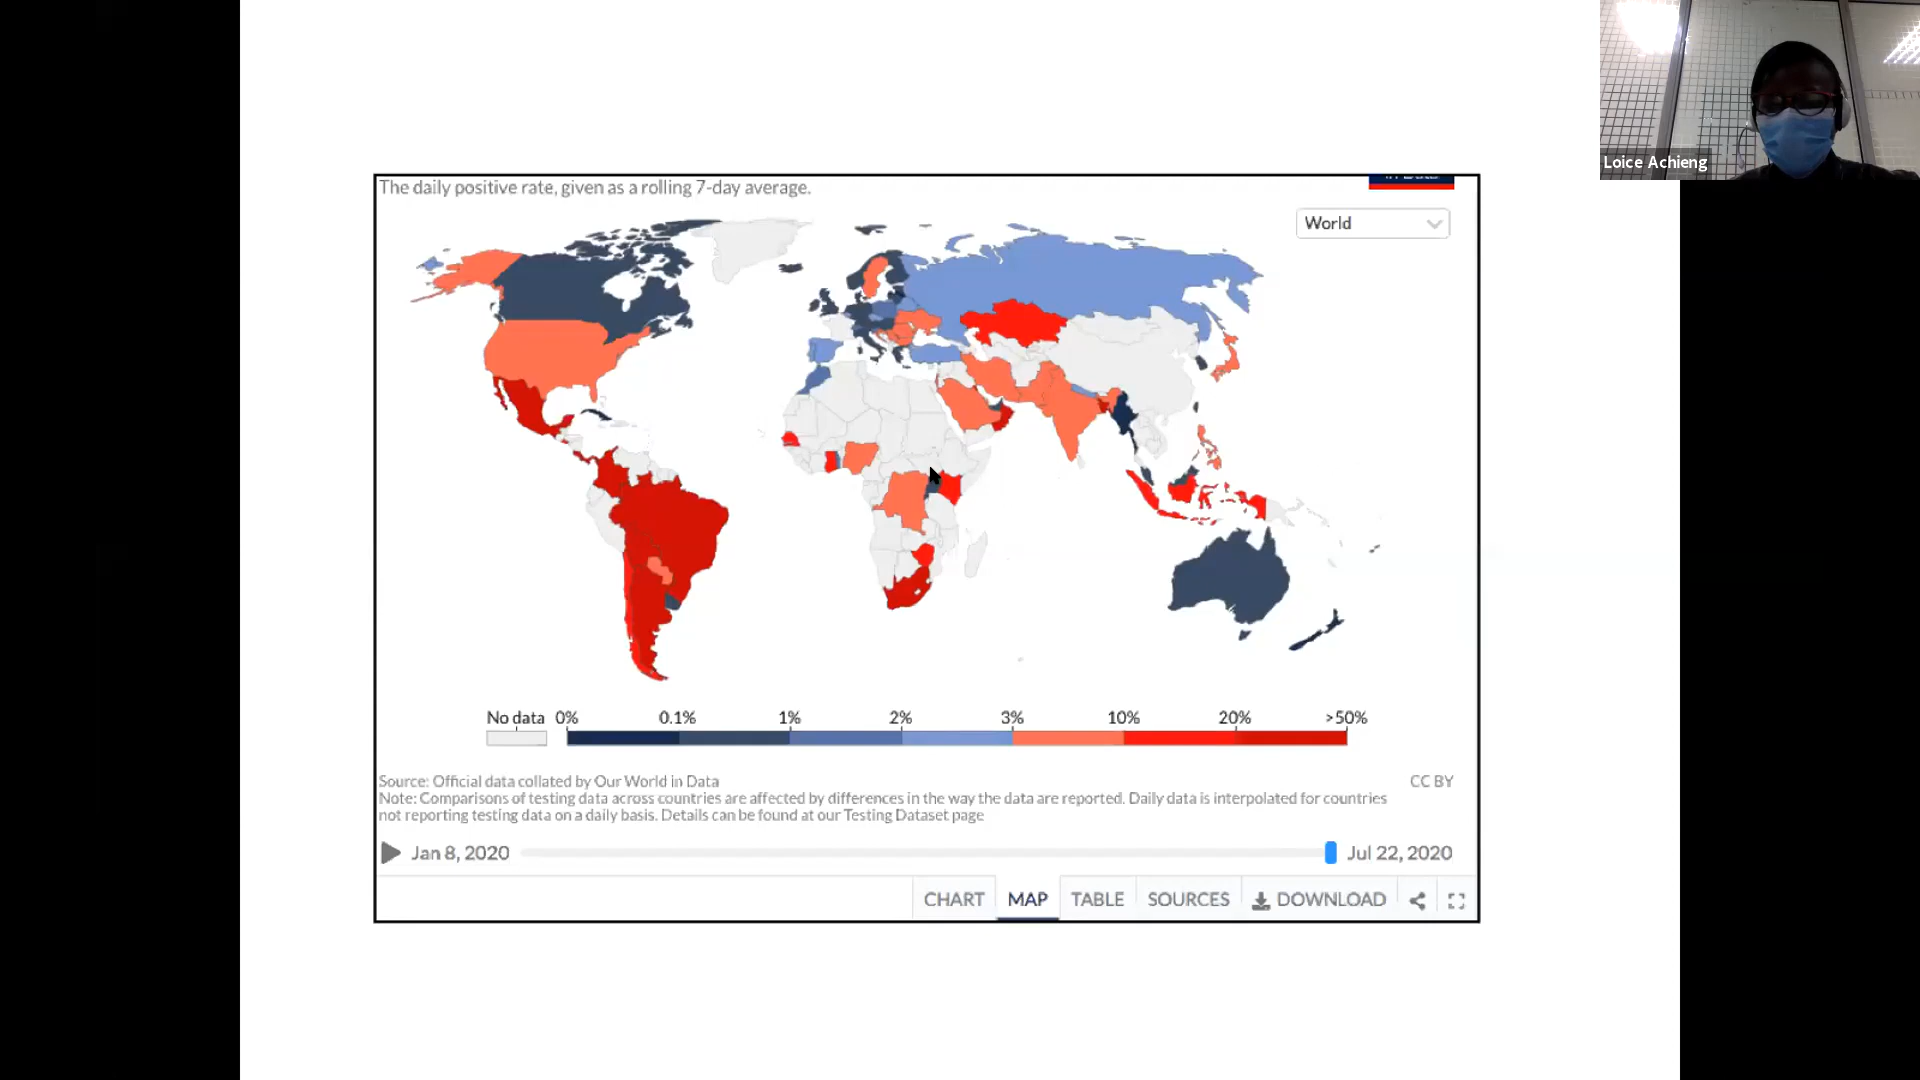 Loice Achieng
The daily positive rate, given as a rolling 7-day average.
World
No data 0% 0.1% 1% 2% 3% 10% 20% >50%
Source: Official data collated by Our World in Data
CC BY
Note: Comparisons of testing data across countries are affected by differences in the way the data are reported. Daily data is interpolated for countries
not reporting testing data on a daily basis. Details can be found at our Testing Dataset page
Jan 8, 2020
Jul 22, 2020
CHART MAP TABLE SOURCES DOWNLOAD